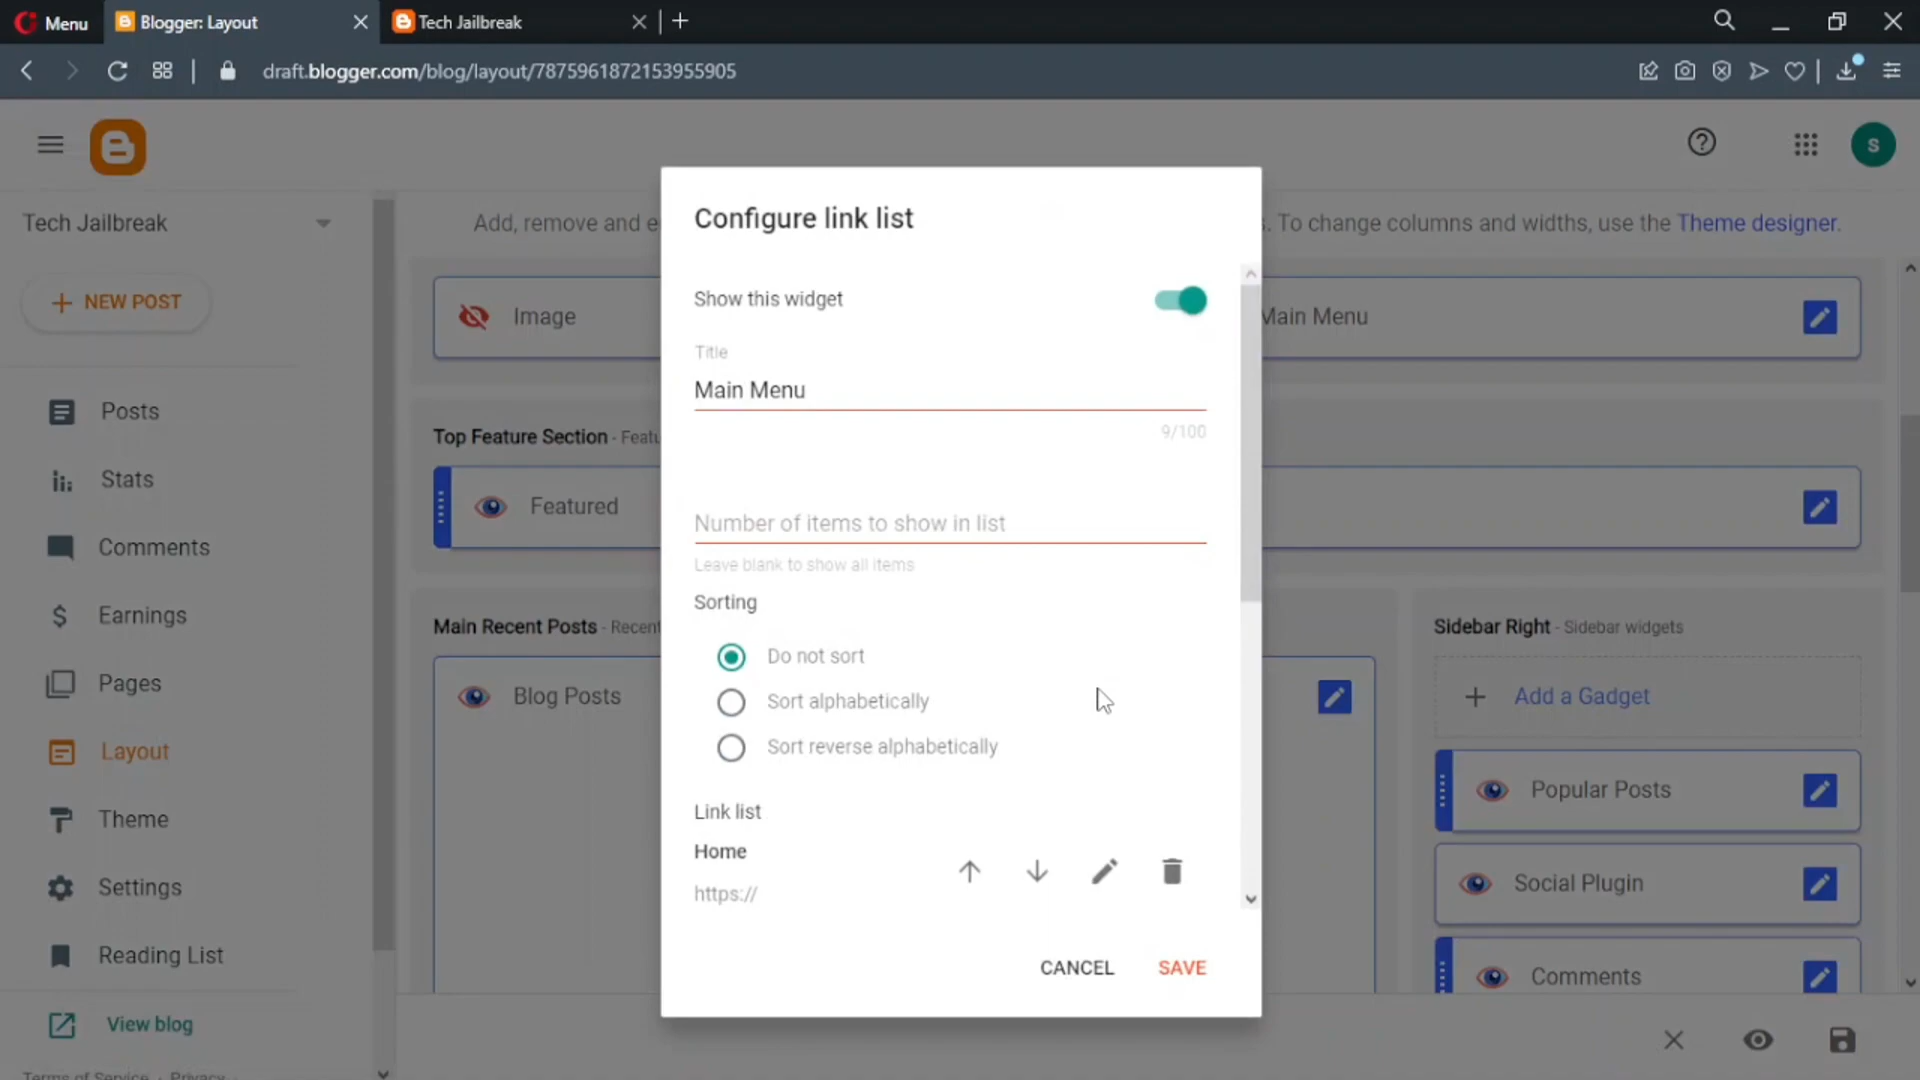 Menu
Blogger: Layout
Tech Jailbreak
draft.blogger.com/blog/layout/7875961872153955905
S
Tech Jailbreak
NEW POST
Posts
Stats
Comments
Earnings
Pages
Layout
Theme
Settings
Reading List
View blog
Terms of Service · Privacy ·
Add, remove and e
s. To change columns and widths, use the Theme designer.
Image
Main Menu
Top Feature Section - Featu
Featured
Main Recent Posts - Recent
Blog Posts
Sidebar Right - Sidebar widgets
Add a Gadget
Popular Posts
Social Plugin
Comments
Configure link list
Show this widget
Title
Main Menu
9/100
Number of items to show in list
Leave blank to show all items
Sorting
Do not sort
Sort alphabetically
Sort reverse alphabetically
Link list
Home
https://
CANCEL
SAVE